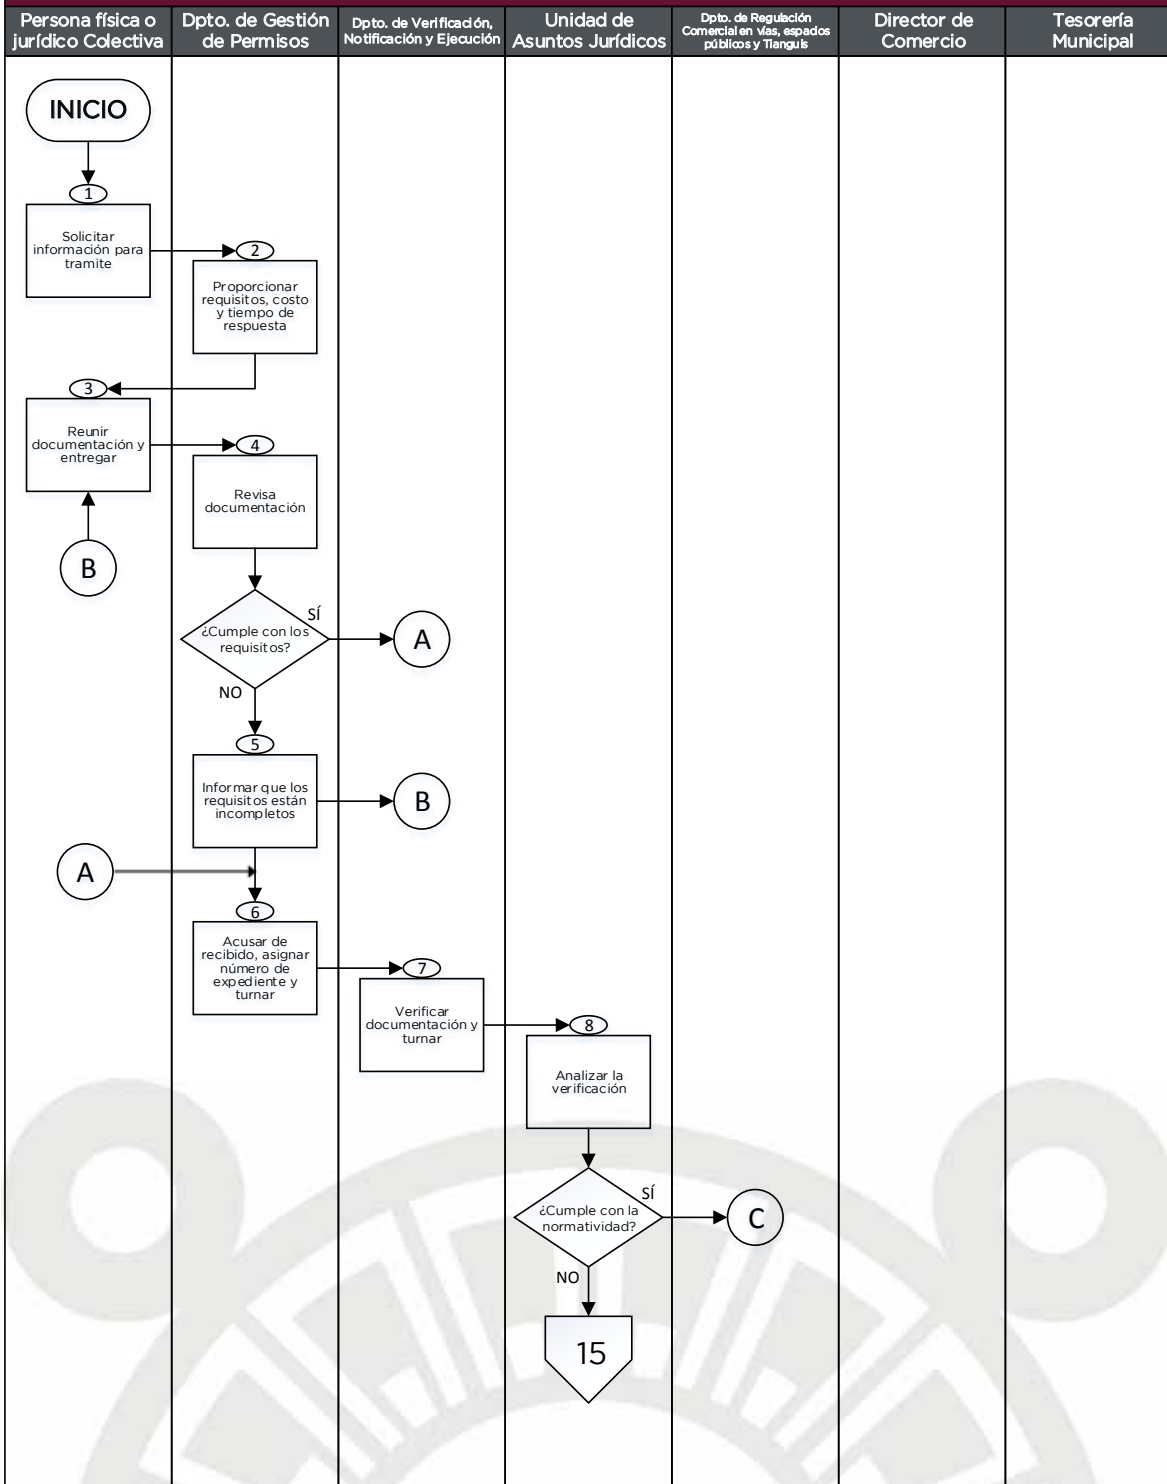 Persona física o
jurídico Colectiva
Dpto. de Gestión
de Permisos
Dpto. de Verificación,
Notificación y Ejecución
Unidad de
Asuntos Jurídicos
Dpto. de Regulación
Comercial en vías, espados
públicos y Tianguis
Director de
Comercio
Tesorería
Municipal
INICIO
1
Solicitar
información para
tramite
2
Proporcionar
requisitos, costo
y tiempo de
respuesta
3
Reunir
documentación y
entregar
4
Revisa
documentación
B
¿Cumple con los
requisitos?
SÍ
A
NO
5
Informar que los
requisitos están
incompletos
B
A
6
Acusar de
recibido, asignar
número de
expediente y
turnar
7
Verificar
documentación y
turnar
8
Analizar la
verificación
¿Cumple con la
normatividad?
SÍ
C
NO
15